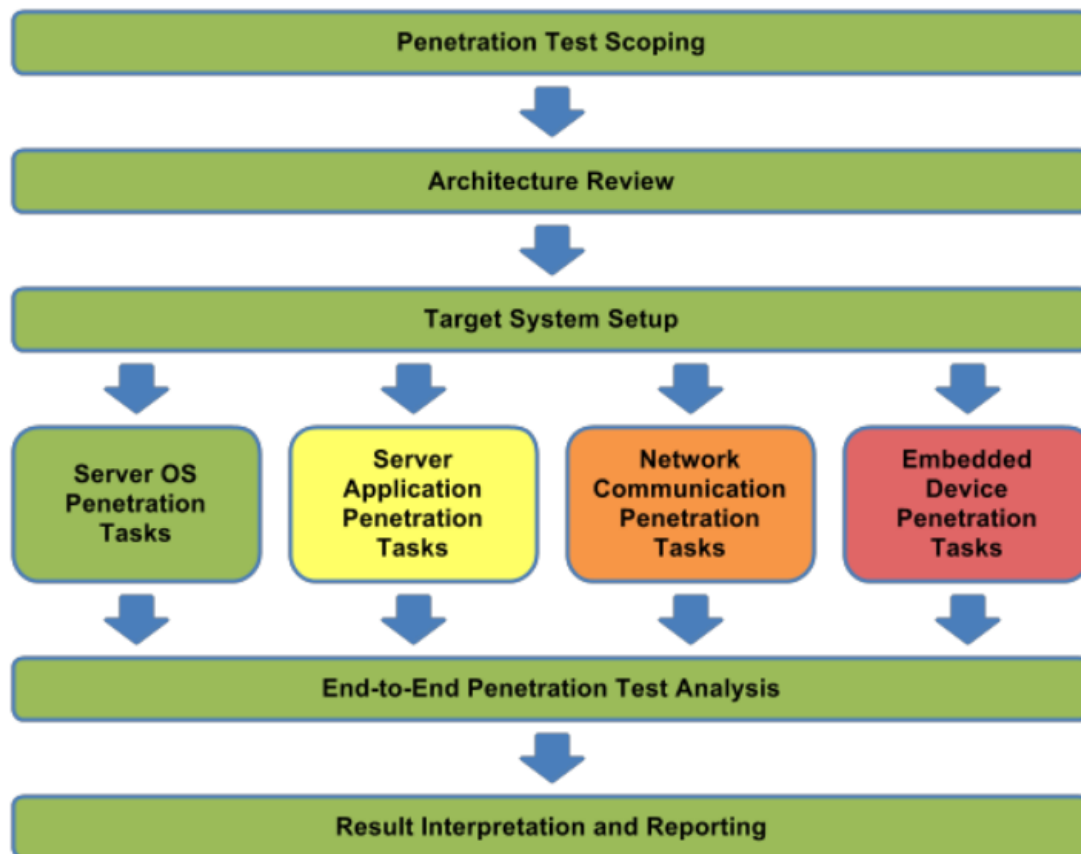 Penetration Test Scoping
Architecture Review
Target System Setup
Server OS
Penetration
Tasks
Server
Application
Penetration
Tasks
Network
Communication
Penetration
Tasks
Embedded
Device
Penetration
Tasks
End-to-End Penetration Test Analysis
Result Interpretation and Reporting